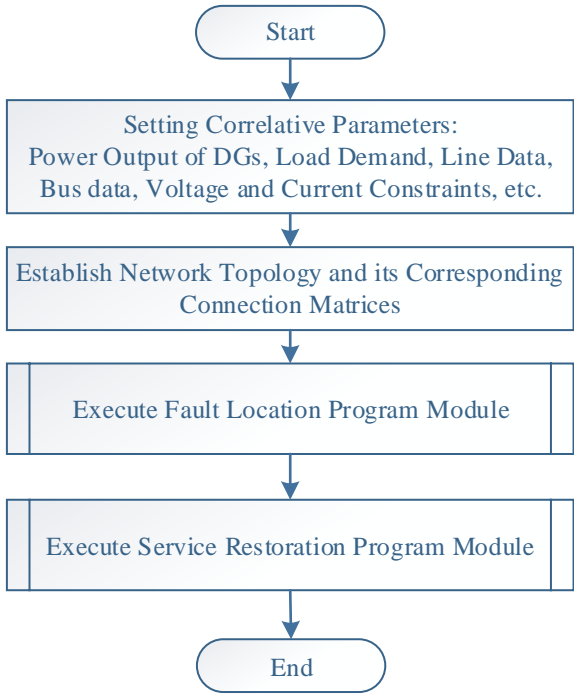 Start
Setting Correlative Parameters:
Power Output of DGs, Load Demand, Line Data,
Bus data, Voltage and Current Constraints, etc.
Establish Network Topology and its Corresponding
Connection Matrices
Execute Fault Location Program Module
Execute Service Restoration Program Module
End